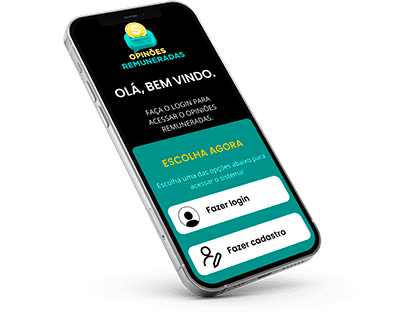 OPINIÕES
REMUNERADAS
OLÁ, BEM VINDO.
FAÇA O LOGIN PARA
ACESSAR O OPINIÕES
REMUNERADAS.
ESCOLHA AGORA
Escolha uma das opções abaixo para
acessar o sistema!
Fazer login
Fazer cadastro